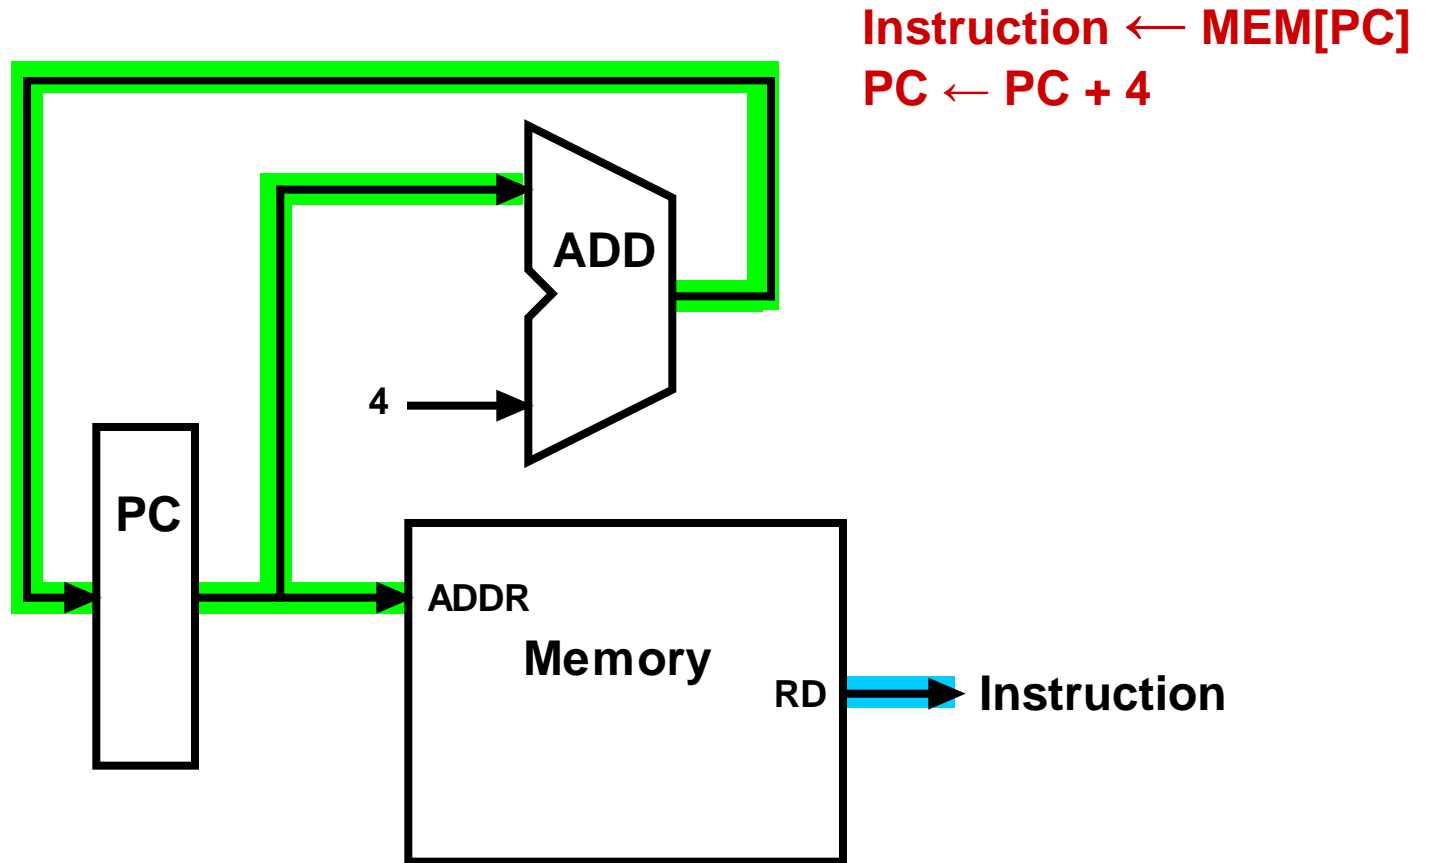 Instruction ← MEM[PC]
PC ← PC + 4
ADD
4
PC
ADDR
Memory
RD
Instruction